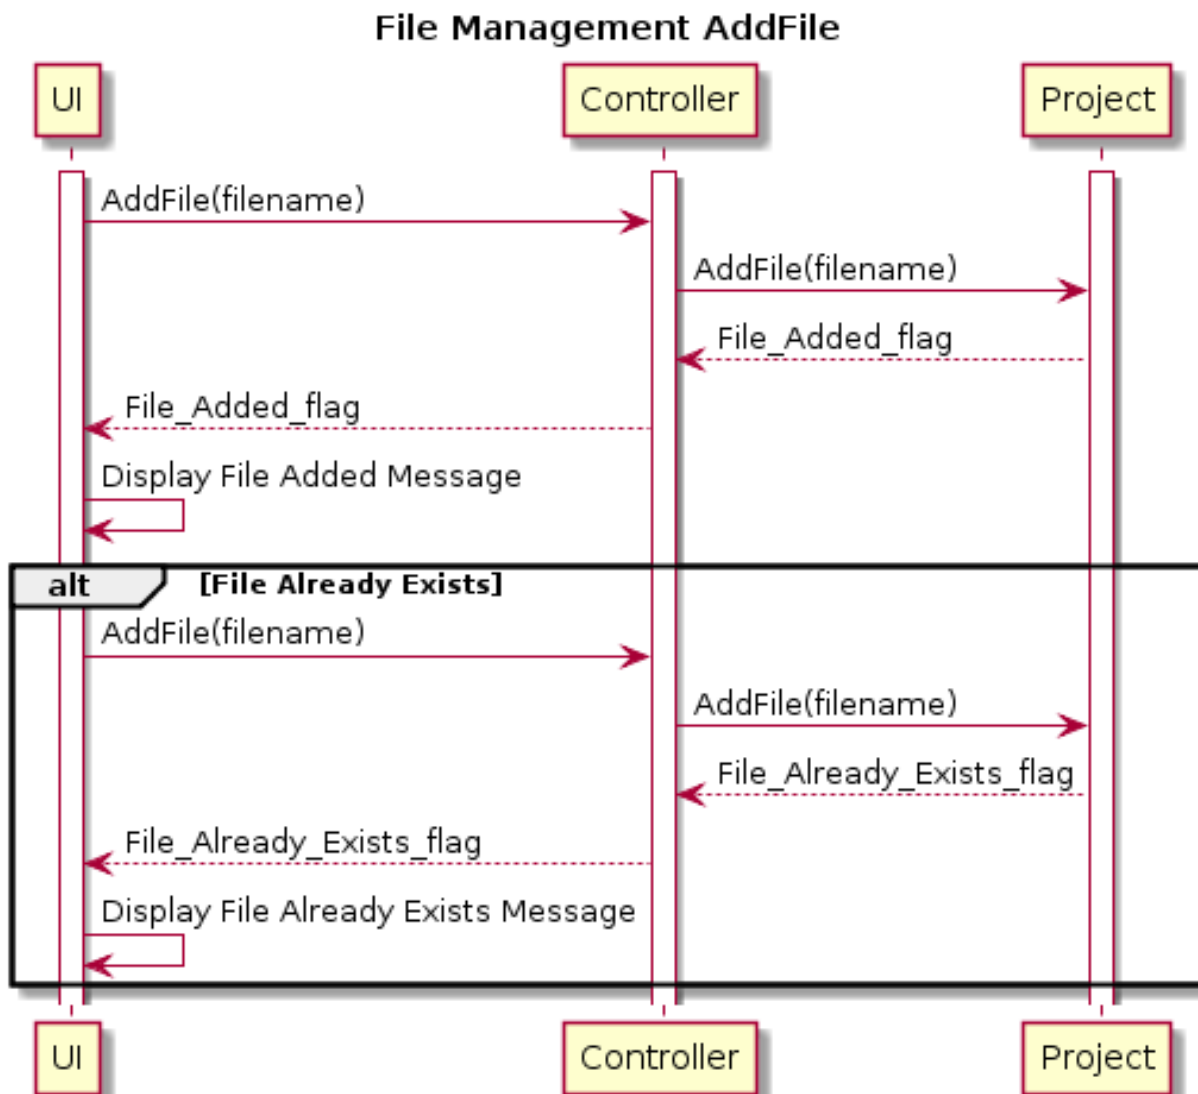 File Management AddFile
UI
Controller
Project
AddFile(filename)
AddFile(filename)
File_Added_flag
File_Added_flag
Display File Added Message
alt
[File Already Exists]
AddFile(filename)
AddFile(filename)
File_Already_Exists_flag
File_Already_Exists_flag
Display File Already Exists Message
UI
Controller
Project